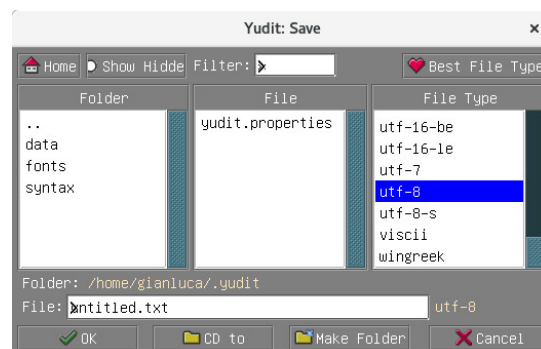 Yudit: Save
Home Show Hidde Filter: Best File Type
Folder File File Type
..
data
fonts
syntax
yudit.properties
utf-16-be
utf-16-le
utf-7
utf-8
utf-8-s
viscii
wingreek
Folder: /home/gianluca/.yudit
File: untitled.txt utf-8
OK CD to Make Folder Cancel